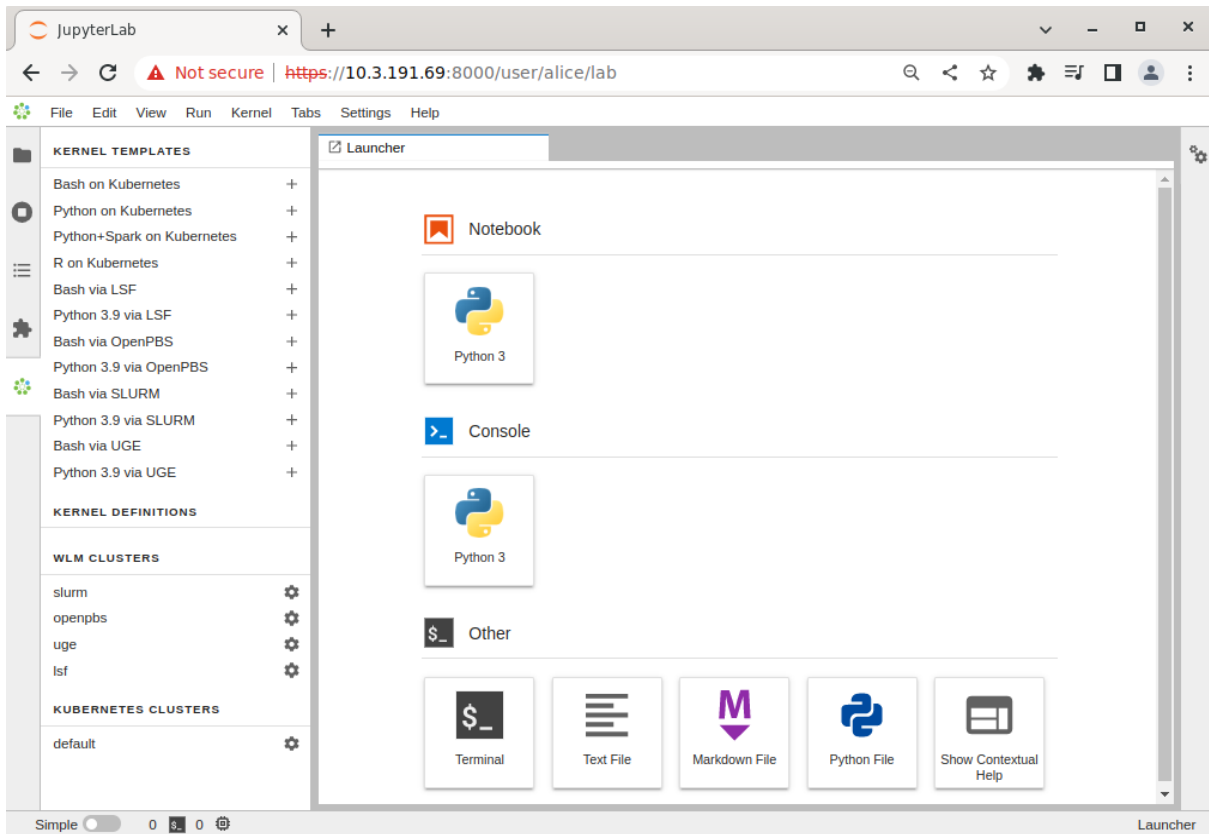 JupyterLab
Not secure | https://10.3.191.69:8000/user/alice/lab
File Edit View Run Kernel Tabs Settings Help
KERNEL TEMPLATES
Bash on Kubernetes
Python on Kubernetes
Python+Spark on Kubernetes
R on Kubernetes
Bash via LSF
Python 3.9 via LSF
Bash via OpenPBS
Python 3.9 via OpenPBS
Bash via SLURM
Python 3.9 via SLURM
Bash via UGE
Python 3.9 via UGE
KERNEL DEFINITIONS
WLM CLUSTERS
slurm
openpbs
uge
lsf
KUBERNETES CLUSTERS
default
Launcher
Notebook
Python 3
Console
Python 3
$_ Other
$_
Terminal
Text File
M
Markdown File
Python File
Show Contextual
Help
Simple 0 $_ 0
Launcher